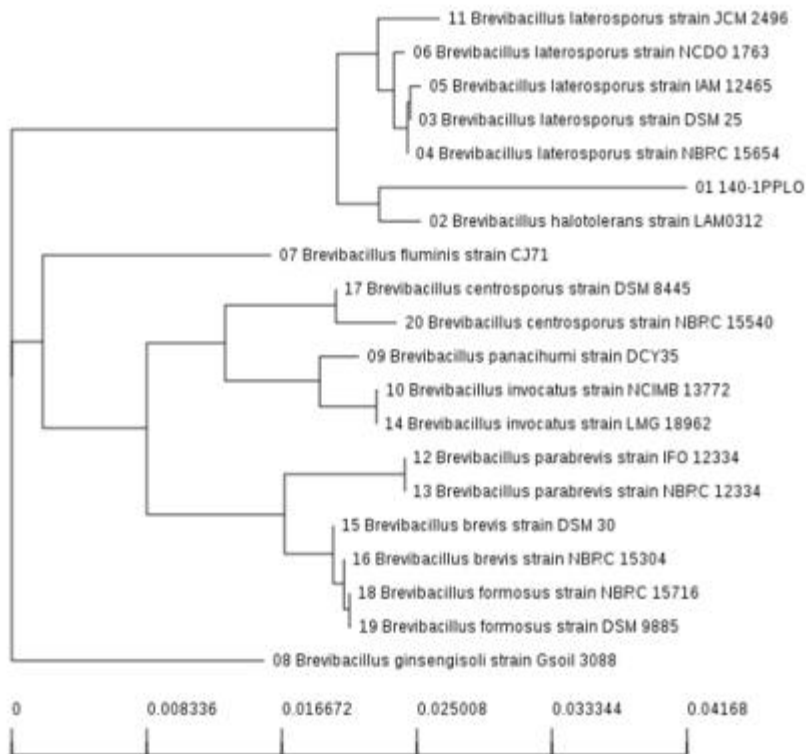 11 Brevibacillus laterosporus strain JCM 2496
06 Brevibacillus laterosporus strain NCDO 1763
05 Brevibacillus laterosporus strain IAM 12465
03 Brevibacillus laterosporus strain DSM 25
04 Brevibacillus laterosporus strain NBRC 15654
01 140-1PPLO
02 Brevibacillus halotolerans strain LAM0312
07 Brevibacillus fluminis strain CJ71
17 Brevibacillus centrosporus strain DSM 8445
20 Brevibacillus centrosporus strain NBRC 15540
09 Brevibacillus panacihumi strain DCY35
10 Brevibacillus invocatus strain NCIMB 13772
14 Brevibacillus invocatus strain LMG 18962
12 Brevibacillus parabrevis strain IFO 12334
13 Brevibacillus parabrevis strain NBRC 12334
15 Brevibacillus brevis strain DSM 30
16 Brevibacillus brevis strain NBRC 15304
18 Brevibacillus formosus strain NBRC 15716
19 Brevibacillus formosus strain DSM 9885
08 Brevibacillus ginsengisoli strain Gsoil 3088
0 0.008336 0.016672 0.025008 0.033344 0.04168